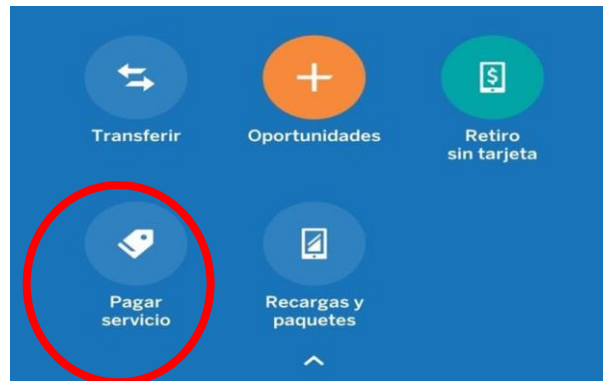 Transferir
Oportunidades
Retiro
sin tarjeta
Pagar
servicio
Recargas y
paquetes